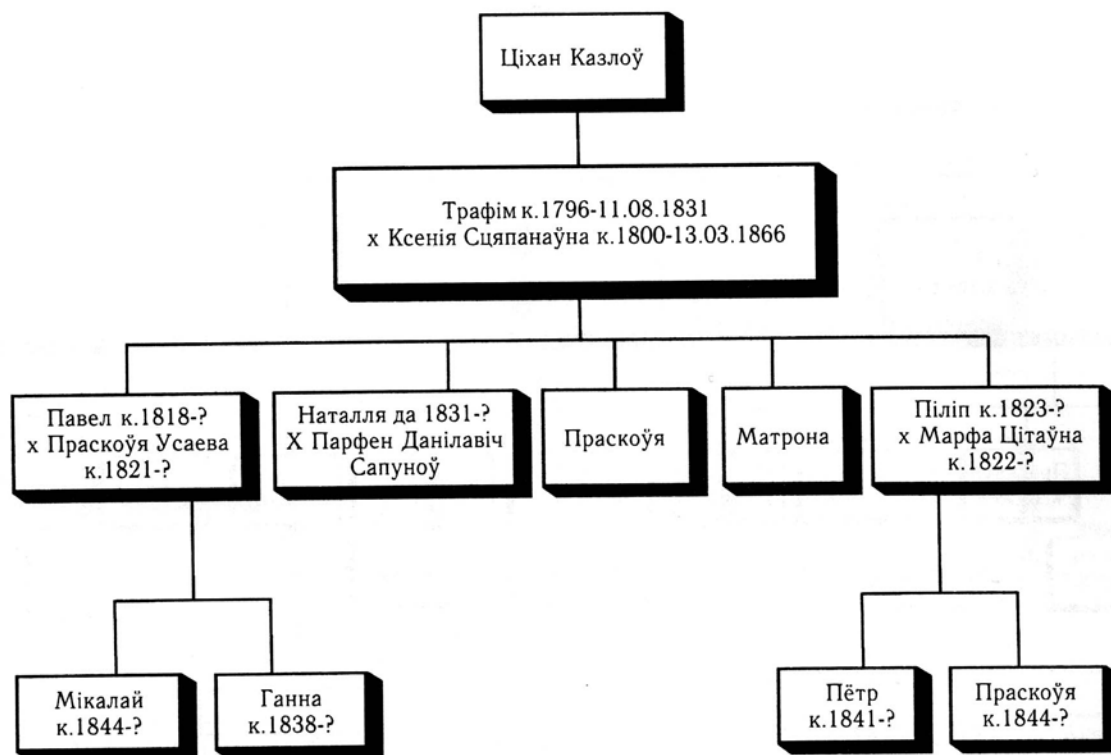 Ціхан Казлоў
Трафім к.1796-11.08.1831
х Ксенія Сцяпанаўна к.1800-13.03.1866
Павел к.1818-?
х Праскоўя Усаева
к.1821-?
Наталля да 1831-?
Х Парфен Данілавіч
Сапуноў
Праскоўя
Матрона
Піліп к.1823-?
х Марфа Цітаўна
к.1822-?
Мікалай
к.1844-?
Ганна
к.1838-?
Пётр
к.1841-?
Праскоўя
к.1844-?